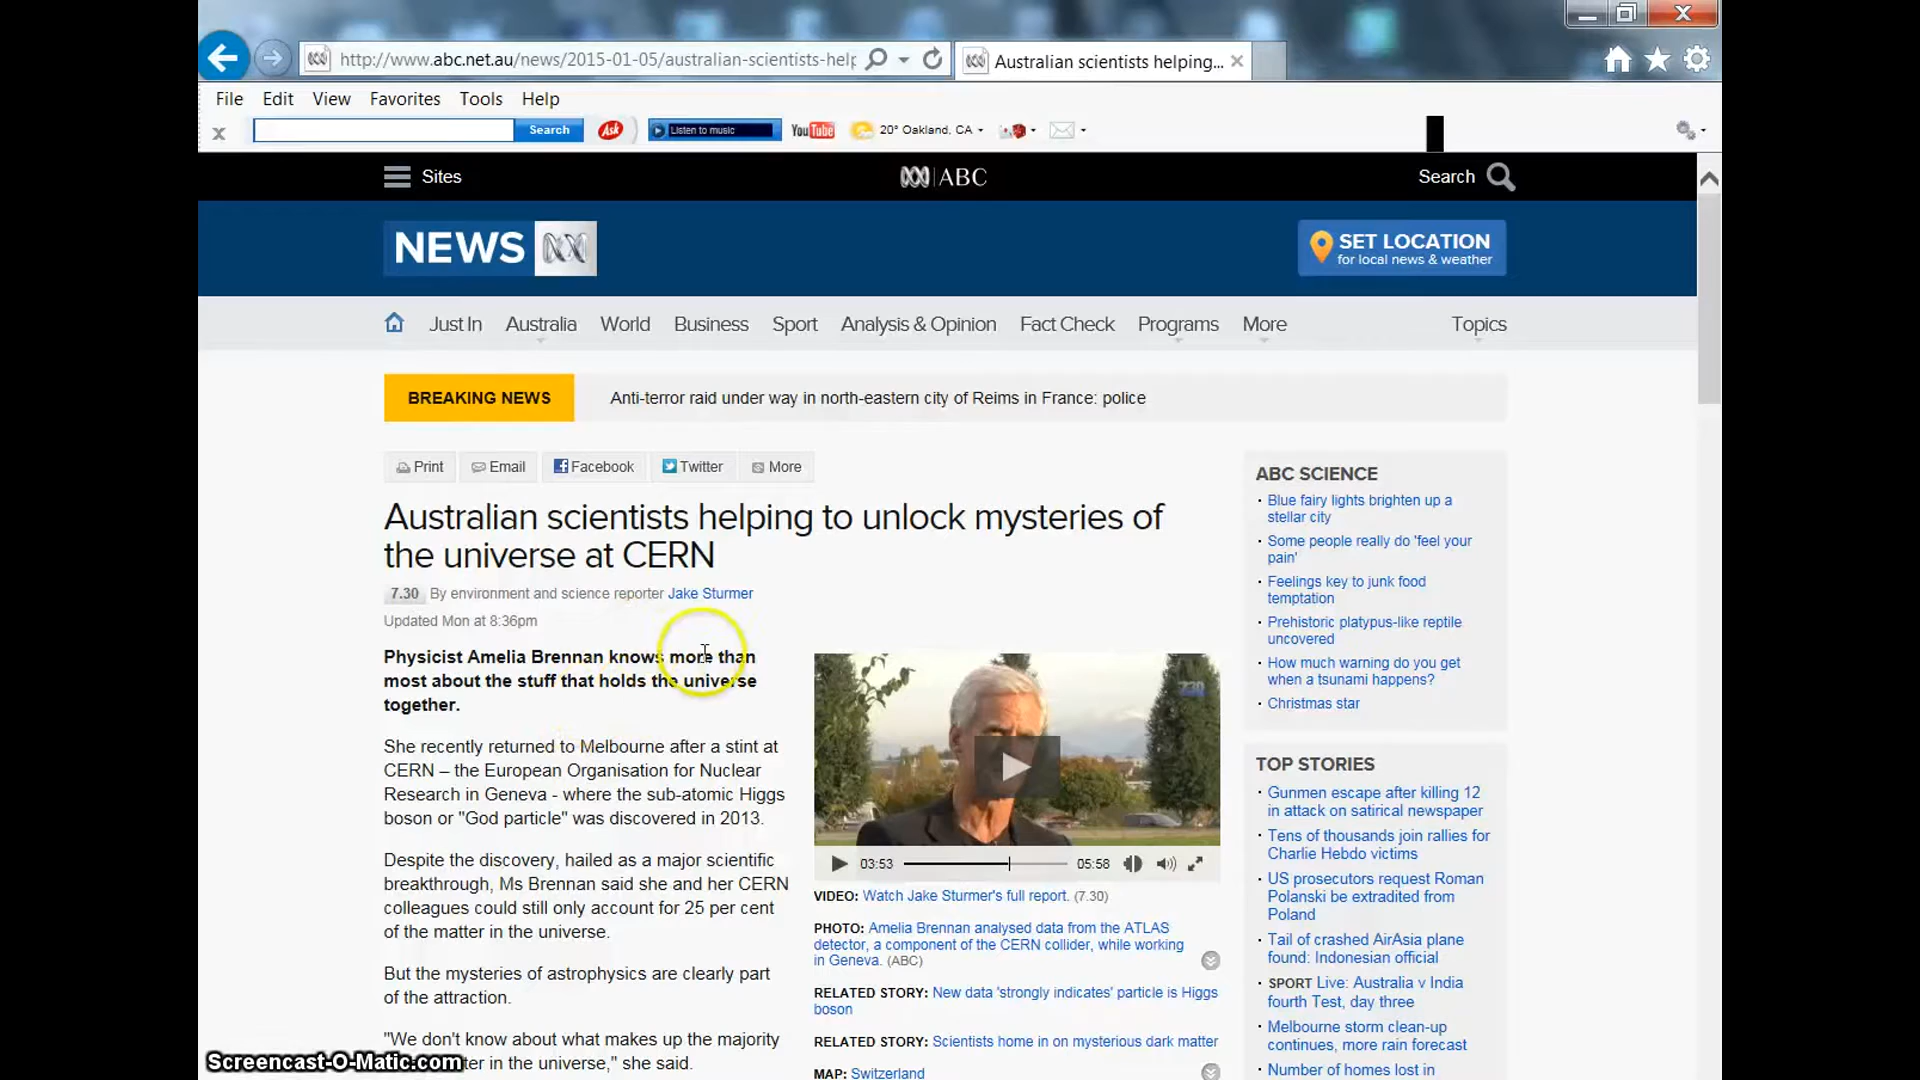 http://www.abc.net.au/news/2015-01-05/australian-scientists-help
Australian scientists helping...
File Edit View Favorites Tools Help
Search Ask Listen to music YouTube 20° Oakland, CA
Sites ABC Search
NEWS
SET LOCATION
for local news & weather
Just In Australia World Business Sport Analysis & Opinion Fact Check Programs More Topics
BREAKING NEWS Anti-terror raid under way in north-eastern city of Reims in France: police
Print Email Facebook Twitter More
Australian scientists helping to unlock mysteries of
the universe at CERN
7.30 By environment and science reporter Jake Sturmer
Updated Mon at 8:36pm
Physicist Amelia Brennan knows more than
most about the stuff that holds the universe
together.
She recently returned to Melbourne after a stint at
CERN – the European Organisation for Nuclear
Research in Geneva - where the sub-atomic Higgs
boson or "God particle" was discovered in 2013.
Despite the discovery, hailed as a major scientific
breakthrough, Ms Brennan said she and her CERN
colleagues could still only account for 25 per cent
of the matter in the universe.
But the mysteries of astrophysics are clearly part
of the attraction.
"We don't know about what makes up the majority
ter in the universe," she said.
7.30
03:53 05:58
VIDEO: Watch Jake Sturmer's full report. (7.30)
PHOTO: Amelia Brennan analysed data from the ATLAS
detector, a component of the CERN collider, while working
in Geneva. (ABC)
RELATED STORY: New data 'strongly indicates' particle is Higgs
boson
RELATED STORY: Scientists home in on mysterious dark matter
MAP: Switzerland
ABC SCIENCE
Blue fairy lights brighten up a
stellar city
Some people really do 'feel your
pain'
Feelings key to junk food
temptation
Prehistoric platypus-like reptile
uncovered
How much warning do you get
when a tsunami happens?
Christmas star
TOP STORIES
Gunmen escape after killing 12
in attack on satirical newspaper
Tens of thousands join rallies for
Charlie Hebdo victims
US prosecutors request Roman
Polanski be extradited from
Poland
Tail of crashed AirAsia plane
found: Indonesian official
SPORT Live: Australia v India
fourth Test, day three
Melbourne storm clean-up
continues, more rain forecast
Number of homes lost in
Screencast-O-Matic.com